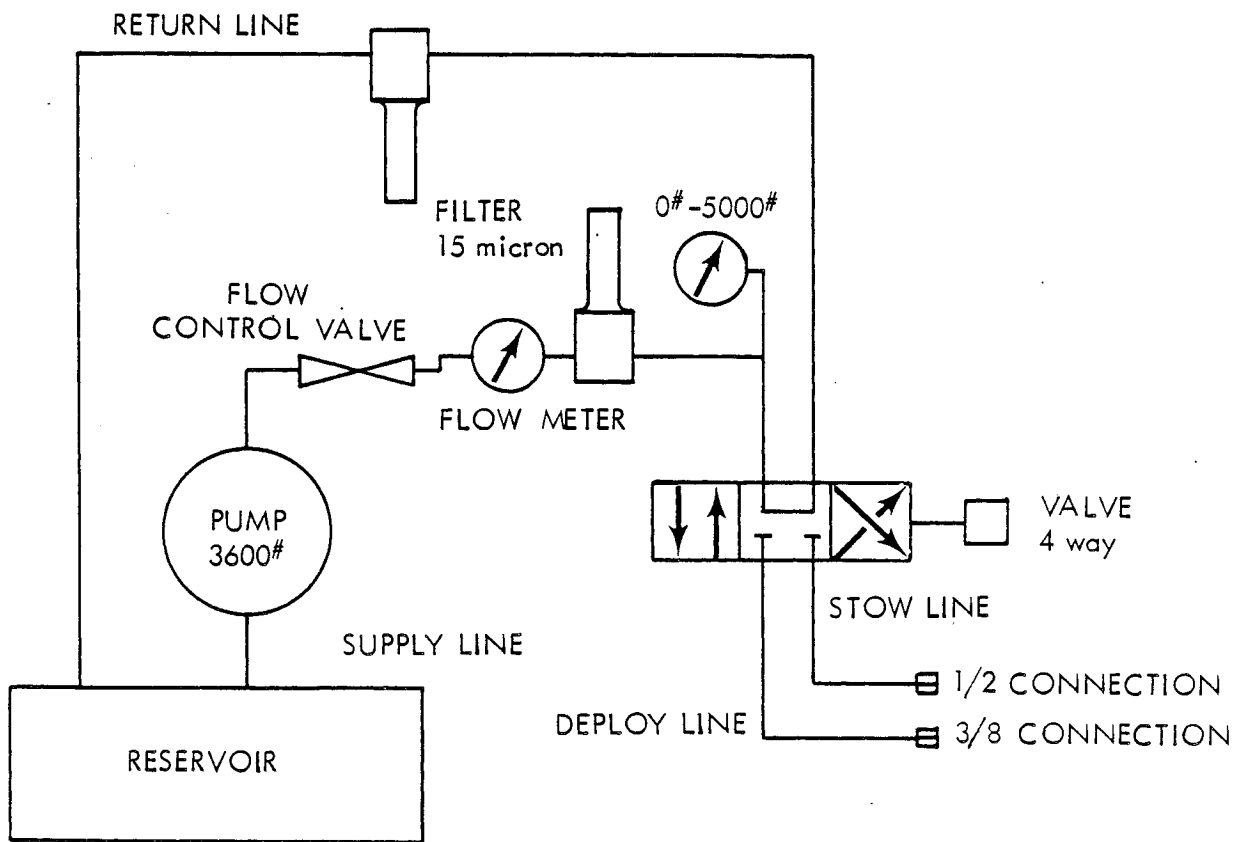 RETURN LINE
FILTER
15 micron
0#-5000#
FLOW
CONTROL VALVE
FLOW METER
PUMP
3600#
VALVE
4 way
STOW LINE
SUPPLY LINE
1/2 CONNECTION
DEPLOY LINE
3/8 CONNECTION
RESERVOIR